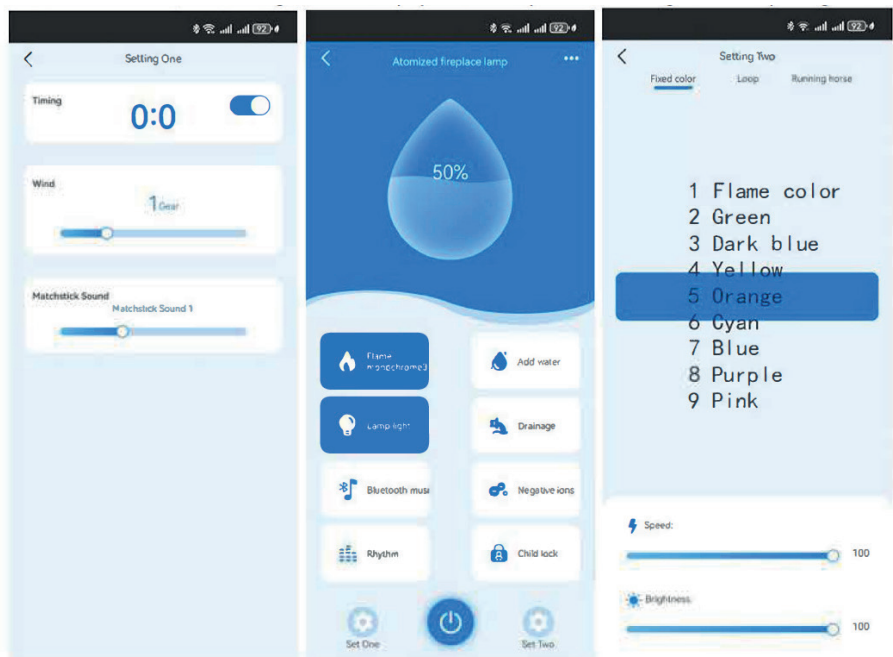 92
Setting One
Timing
0:0
Wind
1 Gear
Matchstick Sound
Matchstick Sound 1
92
Atomized fireplace lamp
50%
Flame
monochrome3
Add water
Lamp light
Drainage
Bluetooth musi
Negative ions
Rhythm
Child lock
Set One
Set Two
92
Setting Two
Fixed color
Loop
Running horse
1 Flame color
2 Green
3 Dark blue
4 Yellow
5 Orange
6 Cyan
7 Blue
8 Purple
9 Pink
Speed:
100
Brightness
100